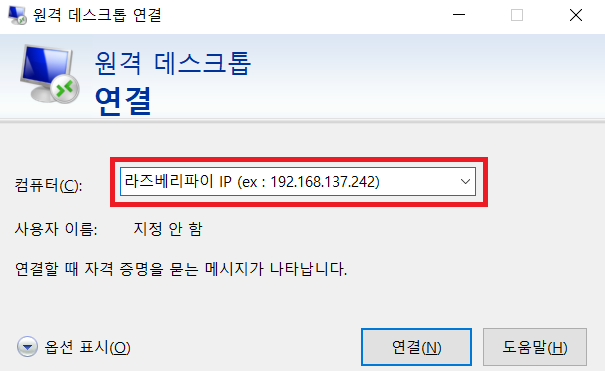 원격 데스크톱 연결
원격 데스크톱
연결
컴퓨터(C):
라즈베리파이 IP (ex : 192.168.137.242)
사용자 이름: 지정 안 함
연결할 때 자격 증명을 묻는 메시지가 나타납니다.
옵션 표시(O) 연결(N) 도움말(H)